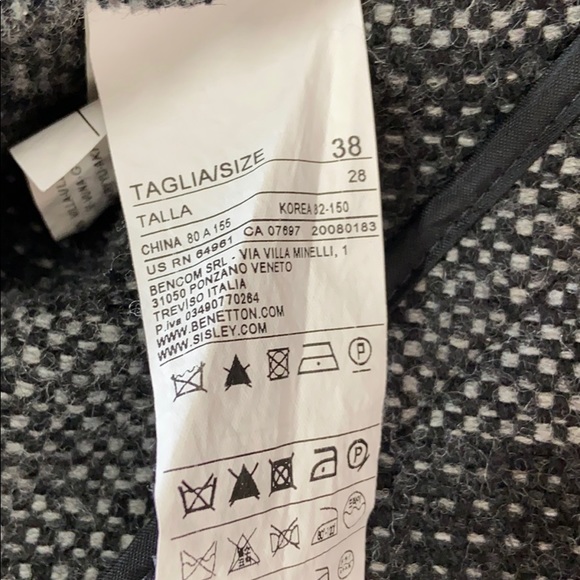 TAGLIA/SIZE 38
TALLA 28
CHINA 80 A 155 KOREA 82-150
US RN 64961 CA 07697 20080183
BENCOM SRL - VIA VILLA MINELLI, 1
31050 PONZANO VENETO
TREVISO ITALIA
P.iva 03490770264
WWW.BENETTON.COM
WWW.SISLEY.COM
P
P